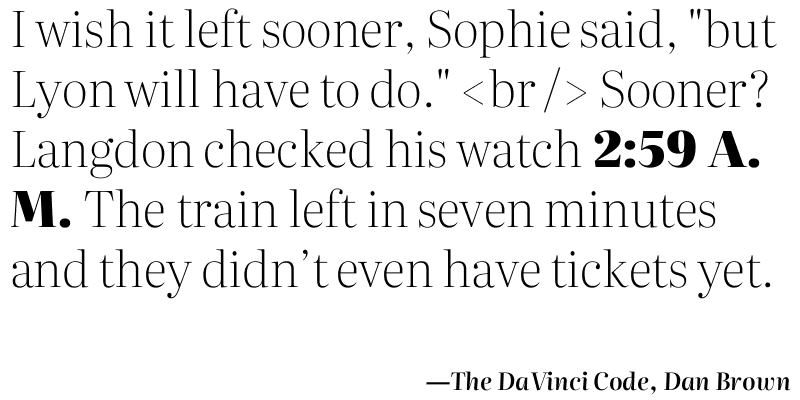 I wish it left sooner, Sophie said, "but
Lyon will have to do." <br /> Sooner?
Langdon checked his watch 2:59 A.
M. The train left in seven minutes
and they didn’t even have tickets yet.
—The DaVinci Code, Dan Brown